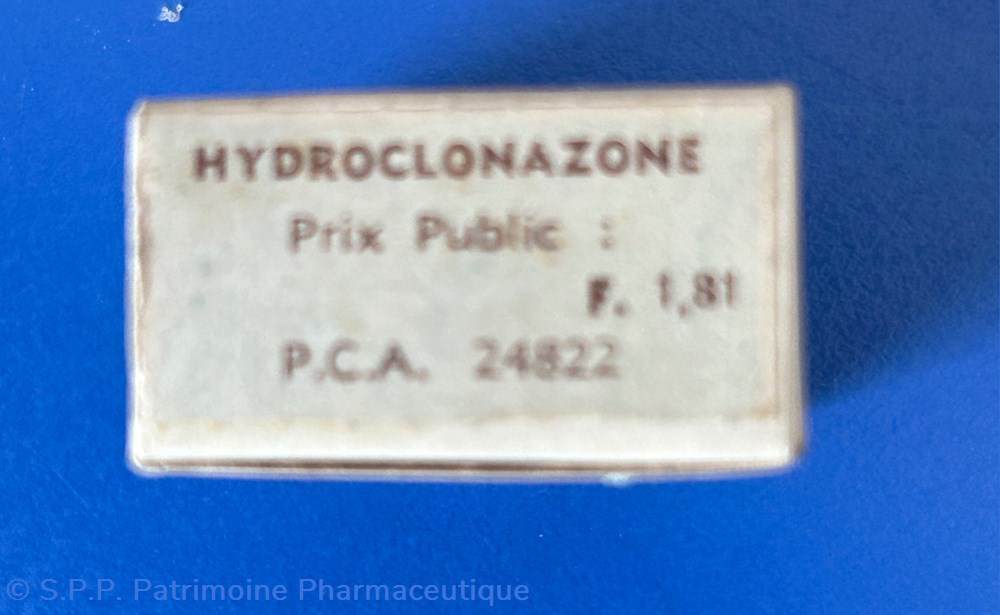 HYDROCLONAZONE
Prix Public :
F. 1,81
P.C.A. 24822
© S.P.P. Patrimoine Pharmaceutique